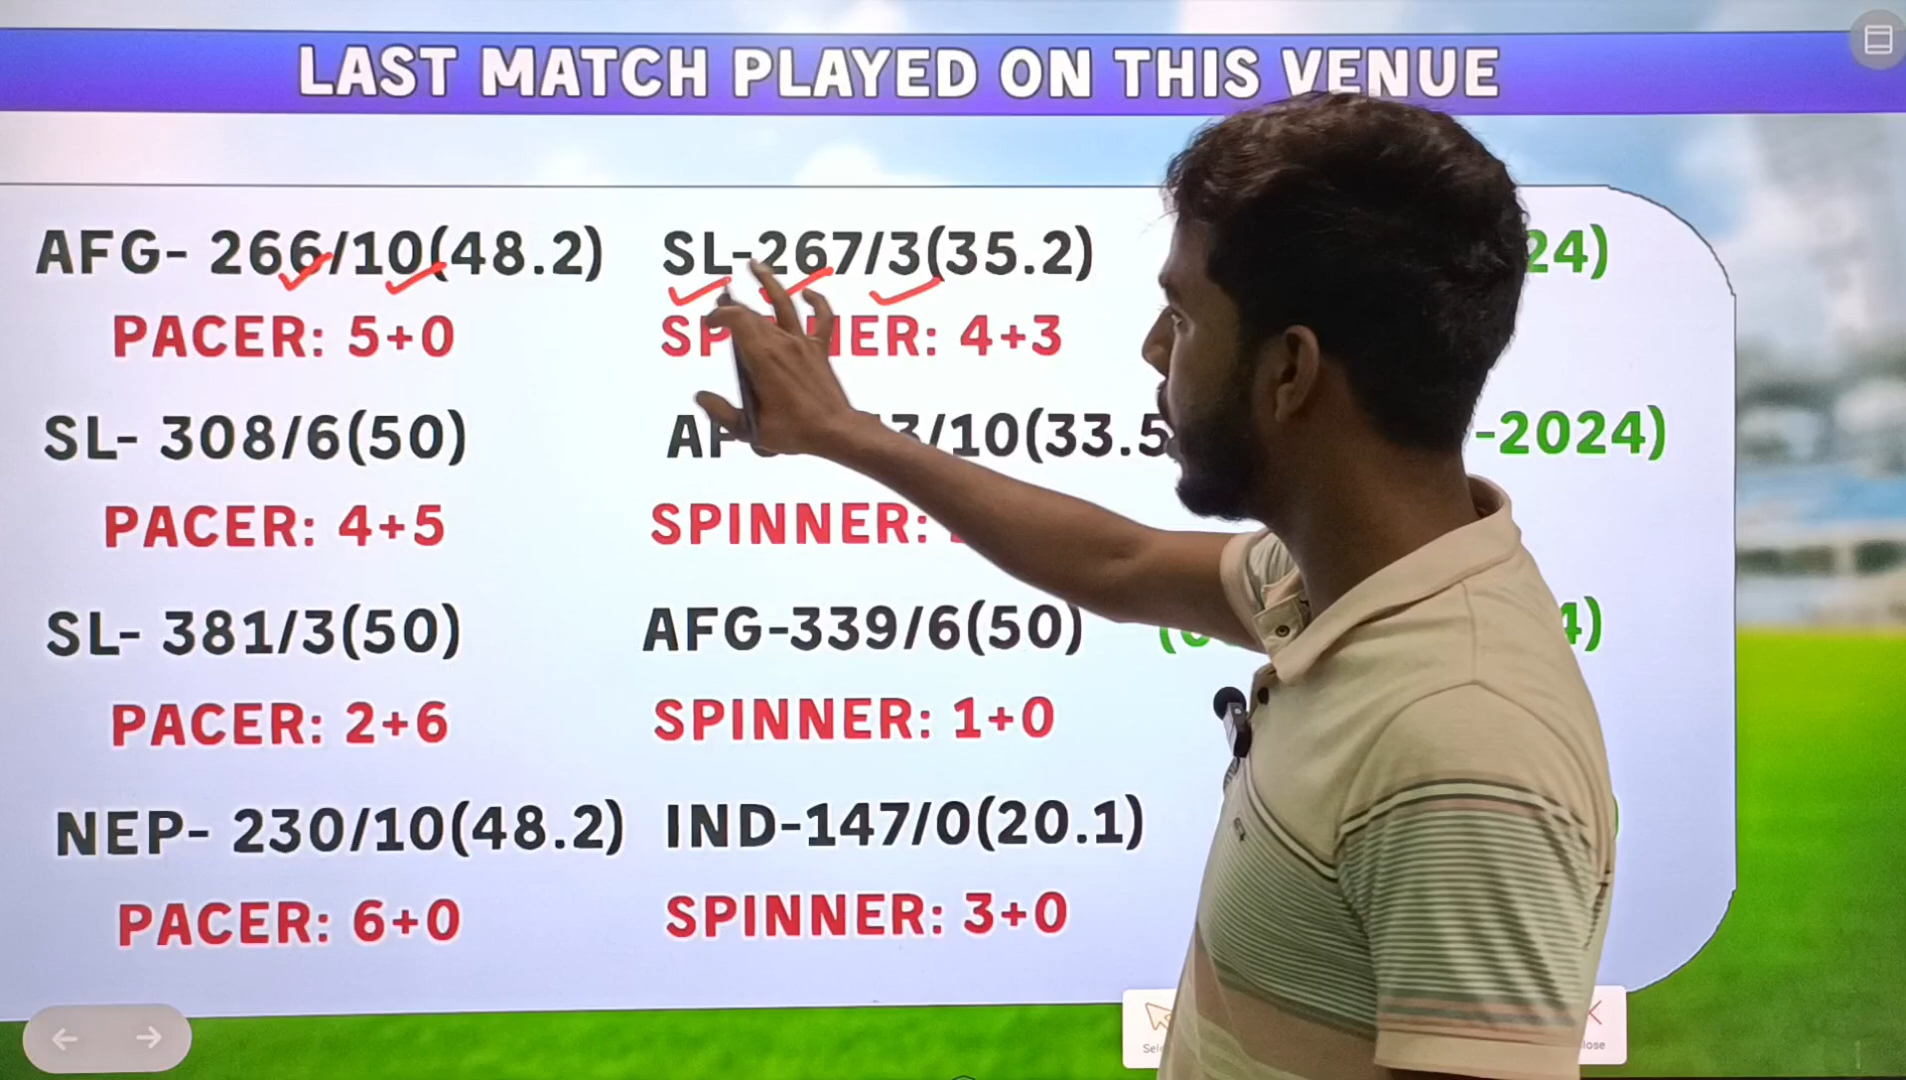 LAST MATCH PLAYED ON THIS VENUE
AFG- 266/10(48.2) SL-267/3(35.2) 24)
PACER: 5+0 SPINNER: 4+3
SL- 308/6(50) /10(33.5 -2024)
PACER: 4+5 SPINNER:
SL- 381/3(50) AFG-339/6(50) 4)
PACER: 2+6 SPINNER: 1+0
NEP- 230/10(48.2) IND-147/0(20.1)
PACER: 6+0 SPINNER: 3+0